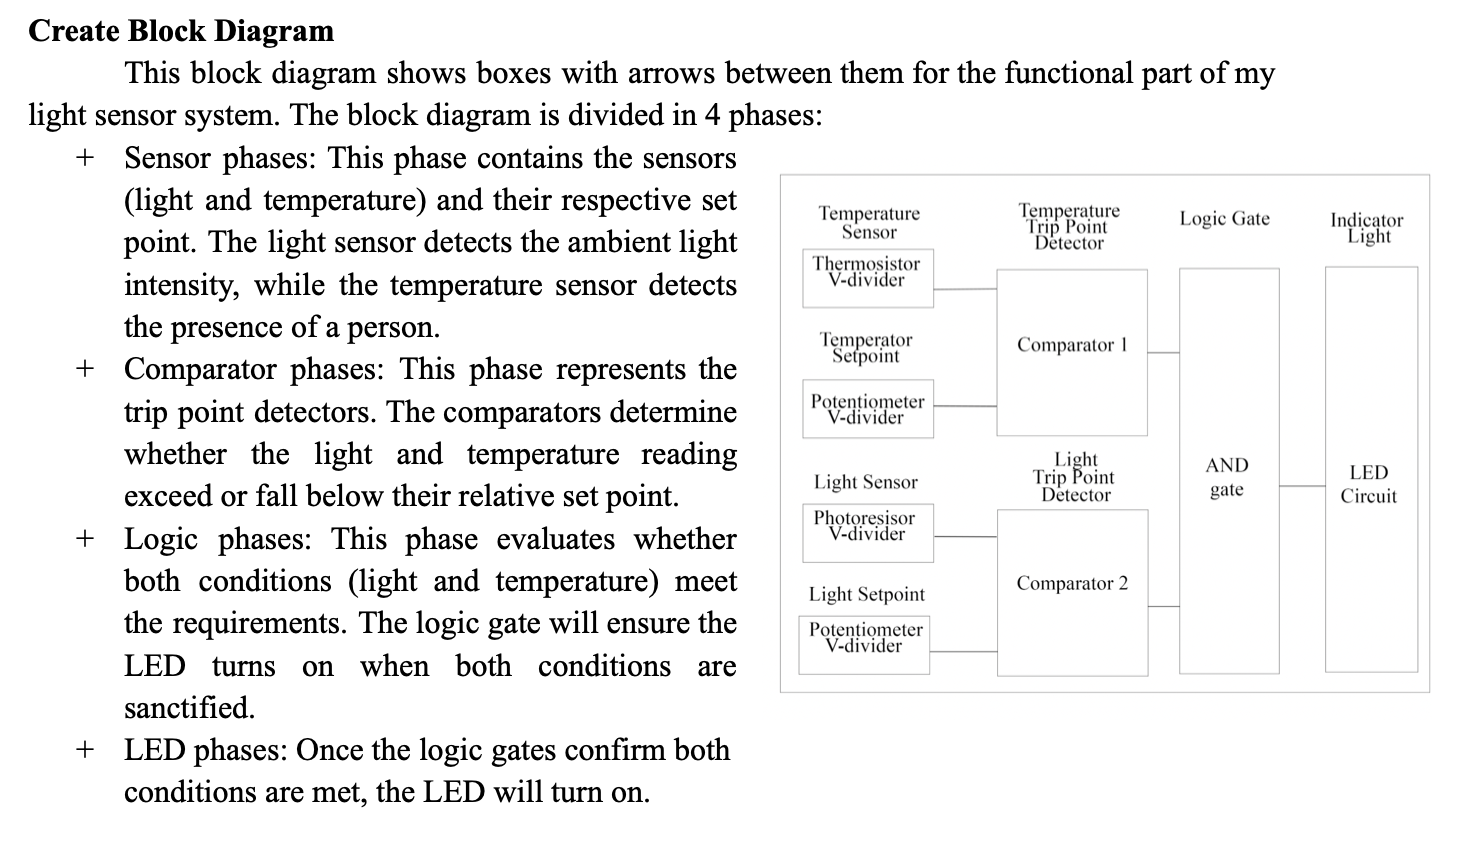 Create Block Diagram
This block diagram shows boxes with arrows between them for the functional part of my
light sensor system. The block diagram is divided in 4 phases:
+ Sensor phases: This phase contains the sensors
(light and temperature) and their respective set
point. The light sensor detects the ambient light
intensity, while the temperature sensor detects
the presence of a person.
+ Comparator phases: This phase represents the
trip point detectors. The comparators determine
whether the light and temperature reading
exceed or fall below their relative set point.
+ Logic phases: This phase evaluates whether
both conditions (light and temperature) meet
the requirements. The logic gate will ensure the
LED turns on when both conditions are
sanctified.
+ LED phases: Once the logic gates confirm both
conditions are met, the LED will turn on.
Temperature
Sensor
Thermosistor
V-divider
Temperator
Setpoint
Potentiometer
V-divider
Light Sensor
Photoresisor
V-divider
Light Setpoint
Potentiometer
V-divider
Temperature
Trip Point
Detector
Comparator 1
Light
Trip Point
Detector
Comparator 2
Logic Gate
AND
gate
Indicator
Light
LED
Circuit